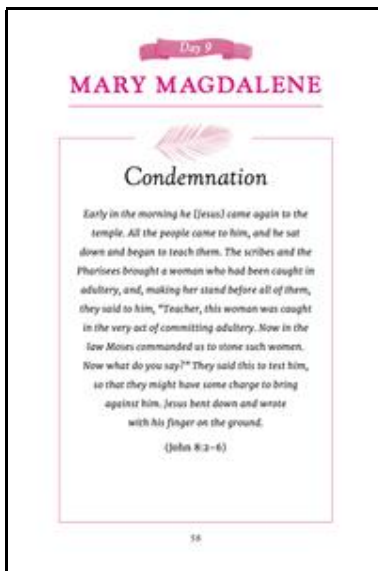 Day 9
MARY MAGDALENE
Condemnation
Early in the morning he [Jesus] came again to the
temple. All the people came to him, and he sat
down and began to teach them. The scribes and the
Pharisees brought a woman who had been caught in
adultery, and, making her stand before all of them,
they said to him, “Teacher, this woman was caught
in the very act of committing adultery. Now in the
law Moses commanded us to stone such women.
Now what do you say?” They said this to test him,
so that they might have some charge to bring
against him. Jesus bent down and wrote
with his finger on the ground.
(John 8:2–6)
58